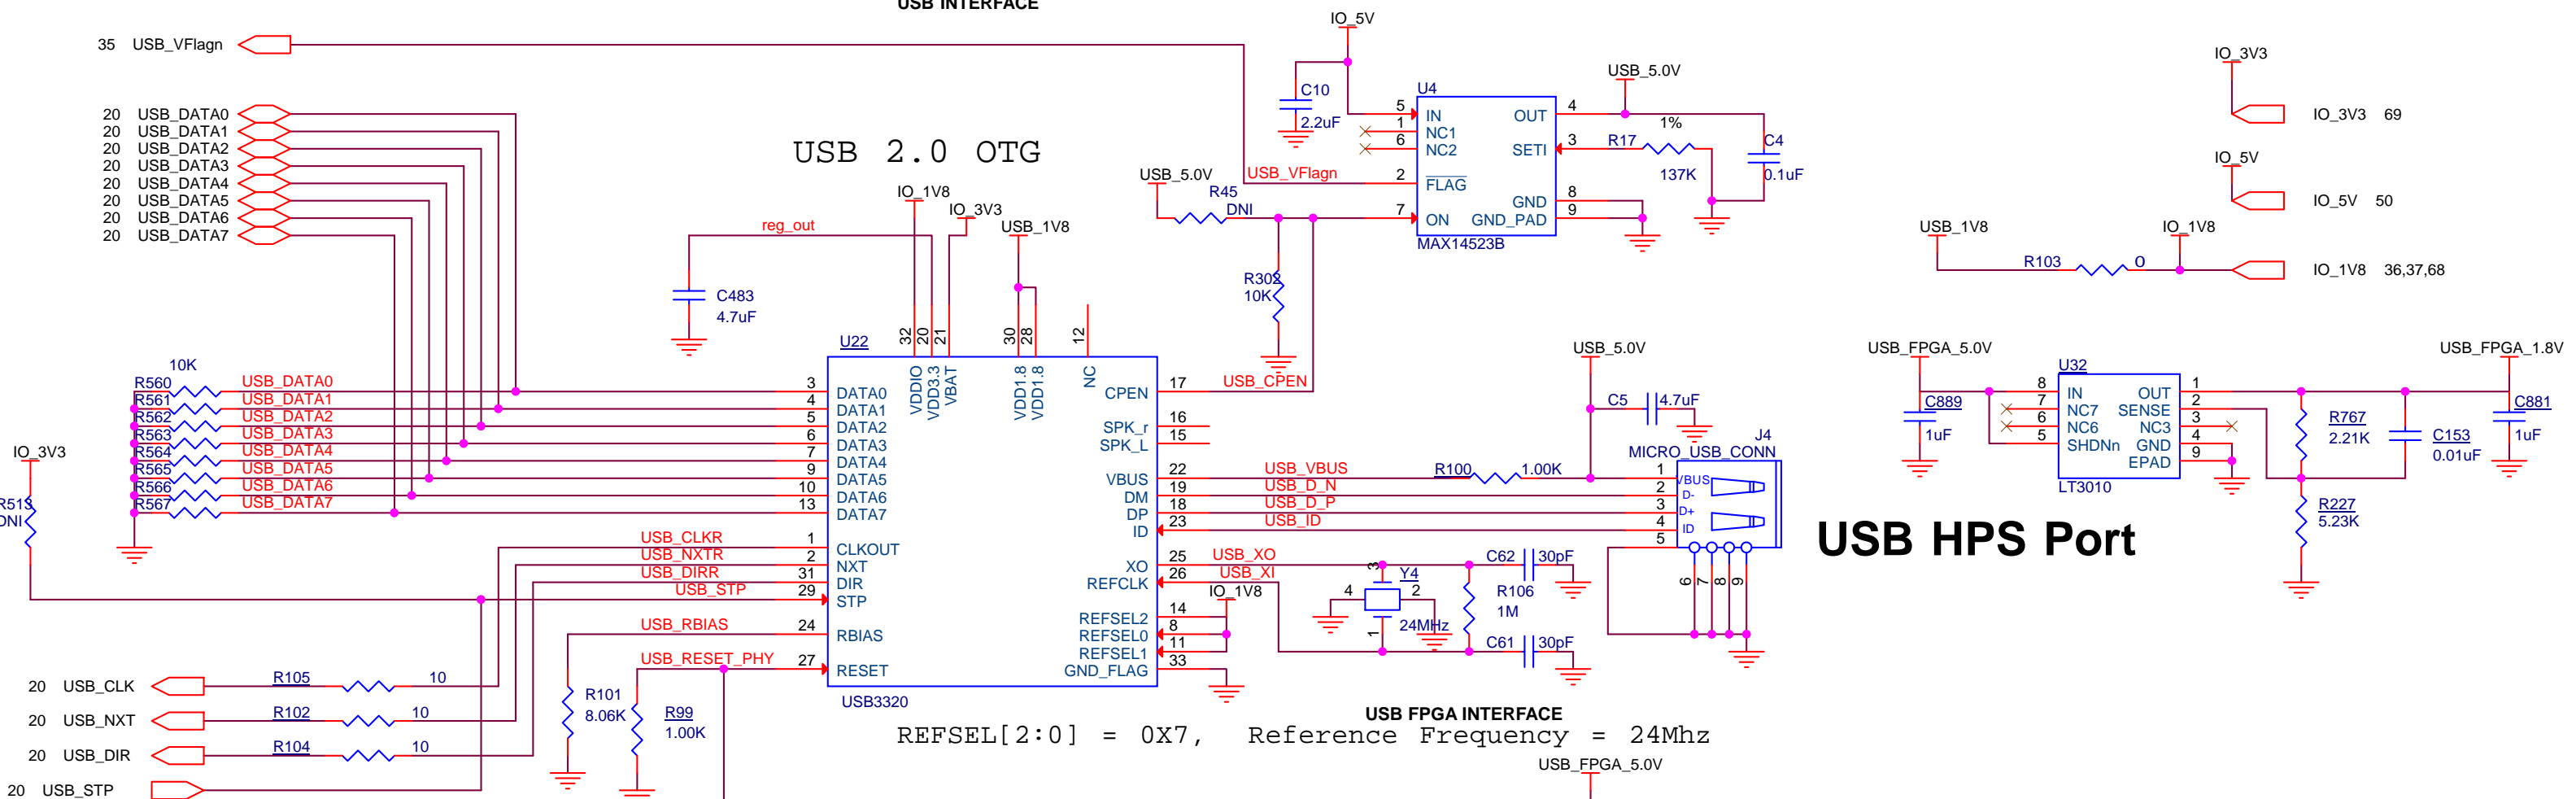 USB INTERFACE
35 USB_VFlagn
20 USB_DATA0
20 USB_DATA1
20 USB_DATA2
20 USB_DATA3
20 USB_DATA4
20 USB_DATA5
20 USB_DATA6
20 USB_DATA7
USB 2.0 OTG
IO_1V8
IO_3V3
USB_1V8
reg_out
C483
4.7uF
IO_5V
C10
2.2uF
USB_VFlagn
USB_5.0V
R45
DNI
R302
10K
U4
5 IN
1 NC1
6 NC2
2 FLAG
7 ON
OUT 4
SETI 3
GND 8
GND_PAD 9
MAX14523B
USB_5.0V
1%
R17
137K
C4
0.1uF
IO_3V3
IO_3V3 69
IO_5V
IO_5V 50
USB_1V8
IO_1V8
R103 0
IO_1V8 36,37,68
10K
R560 USB_DATA0
R561 USB_DATA1
R562 USB_DATA2
R563 USB_DATA3
R564 USB_DATA4
R565 USB_DATA5
R566 USB_DATA6
R567 USB_DATA7
IO_3V3
R513
DNI
U22
32 VDDIO
20 VDD3.3
21 VBAT
30 VDD1.8
28 VDD1.8
12 NC
3 DATA0
4 DATA1
5 DATA2
6 DATA3
7 DATA4
9 DATA5
10 DATA6
13 DATA7
USB_CLKR 1 CLKOUT
USB_NXTR 2 NXT
USB_DIRR 31 DIR
USB_STP 29 STP
USB_RBIAS 24 RBIAS
USB_RESET_PHY 27 RESET
CPEN 17 USB_CPEN
SPK_r 16
SPK_L 15
VBUS 22 USB_VBUS R100 1.00K
DM 19 USB_D_N
DP 18 USB_D_P
ID 23 USB_ID
XO 25 USB_XO
REFCLK 26 USB_XI
IO_1V8
REFSEL2 14
REFSEL0 8
REFSEL1 11
GND_FLAG 33
USB3320
USB_5.0V
C5 4.7uF
J4
MICRO_USB_CONN
1 VBUS
2 D-
3 D+
4 ID
5
6 7 8 9
C62 30pF
3 Y4
4 2
24MHz
1
R106
1M
C61 30pF
USB HPS Port
USB_FPGA_5.0V
C889
1uF
U32
8 IN
7 NC7
6 NC6
5 SHDNn
OUT 1
SENSE 2
NC3 3
GND 4
EPAD 9
LT3010
USB_FPGA_1.8V
R767
2.21K
C153
0.01uF
C881
1uF
R227
5.23K
20 USB_CLK R105 10
20 USB_NXT R102 10
20 USB_DIR R104 10
20 USB_STP
R101
8.06K
R99
1.00K
USB FPGA INTERFACE
REFSEL[2:0] = 0X7, Reference Frequency = 24Mhz
USB_FPGA_5.0V